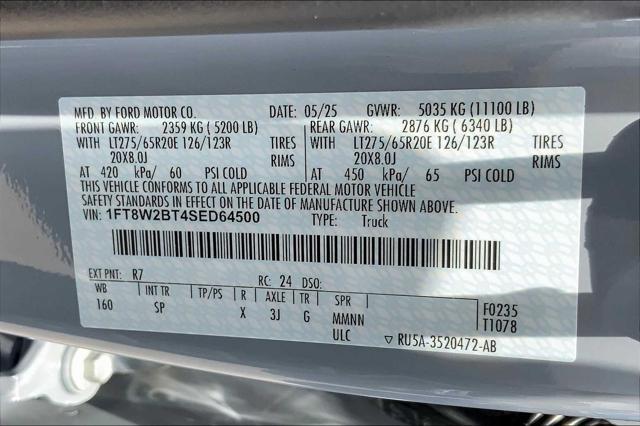 MFD. BY FORD MOTOR CO. DATE: 05/25 GVWR: 5035 KG (11100 LB)
FRONT GAWR: 2359 KG ( 5200 LB) REAR GAWR: 2876 KG ( 6340 LB)
WITH LT275/65R20E 126/123R TIRES WITH LT275/65R20E 126/123R TIRES
20X8.0J RIMS 20X8.0J RIMS
AT 420 kPa/ 60 PSI COLD AT 450 kPa/ 65 PSI COLD
THIS VEHICLE CONFORMS TO ALL APPLICABLE FEDERAL MOTOR VEHICLE
SAFETY STANDARDS IN EFFECT ON THE DATE OF MANUFACTURE SHOWN ABOVE.
VIN: 1FT8W2BT4SED64500 TYPE: Truck
EXT PNT: R7 RC: 24 DSO:
WB INT TR TP/PS R AXLE TR SPR F0235
160 SP X 3J G MMNN T1078
ULC ▽ RU5A-3520472-AB